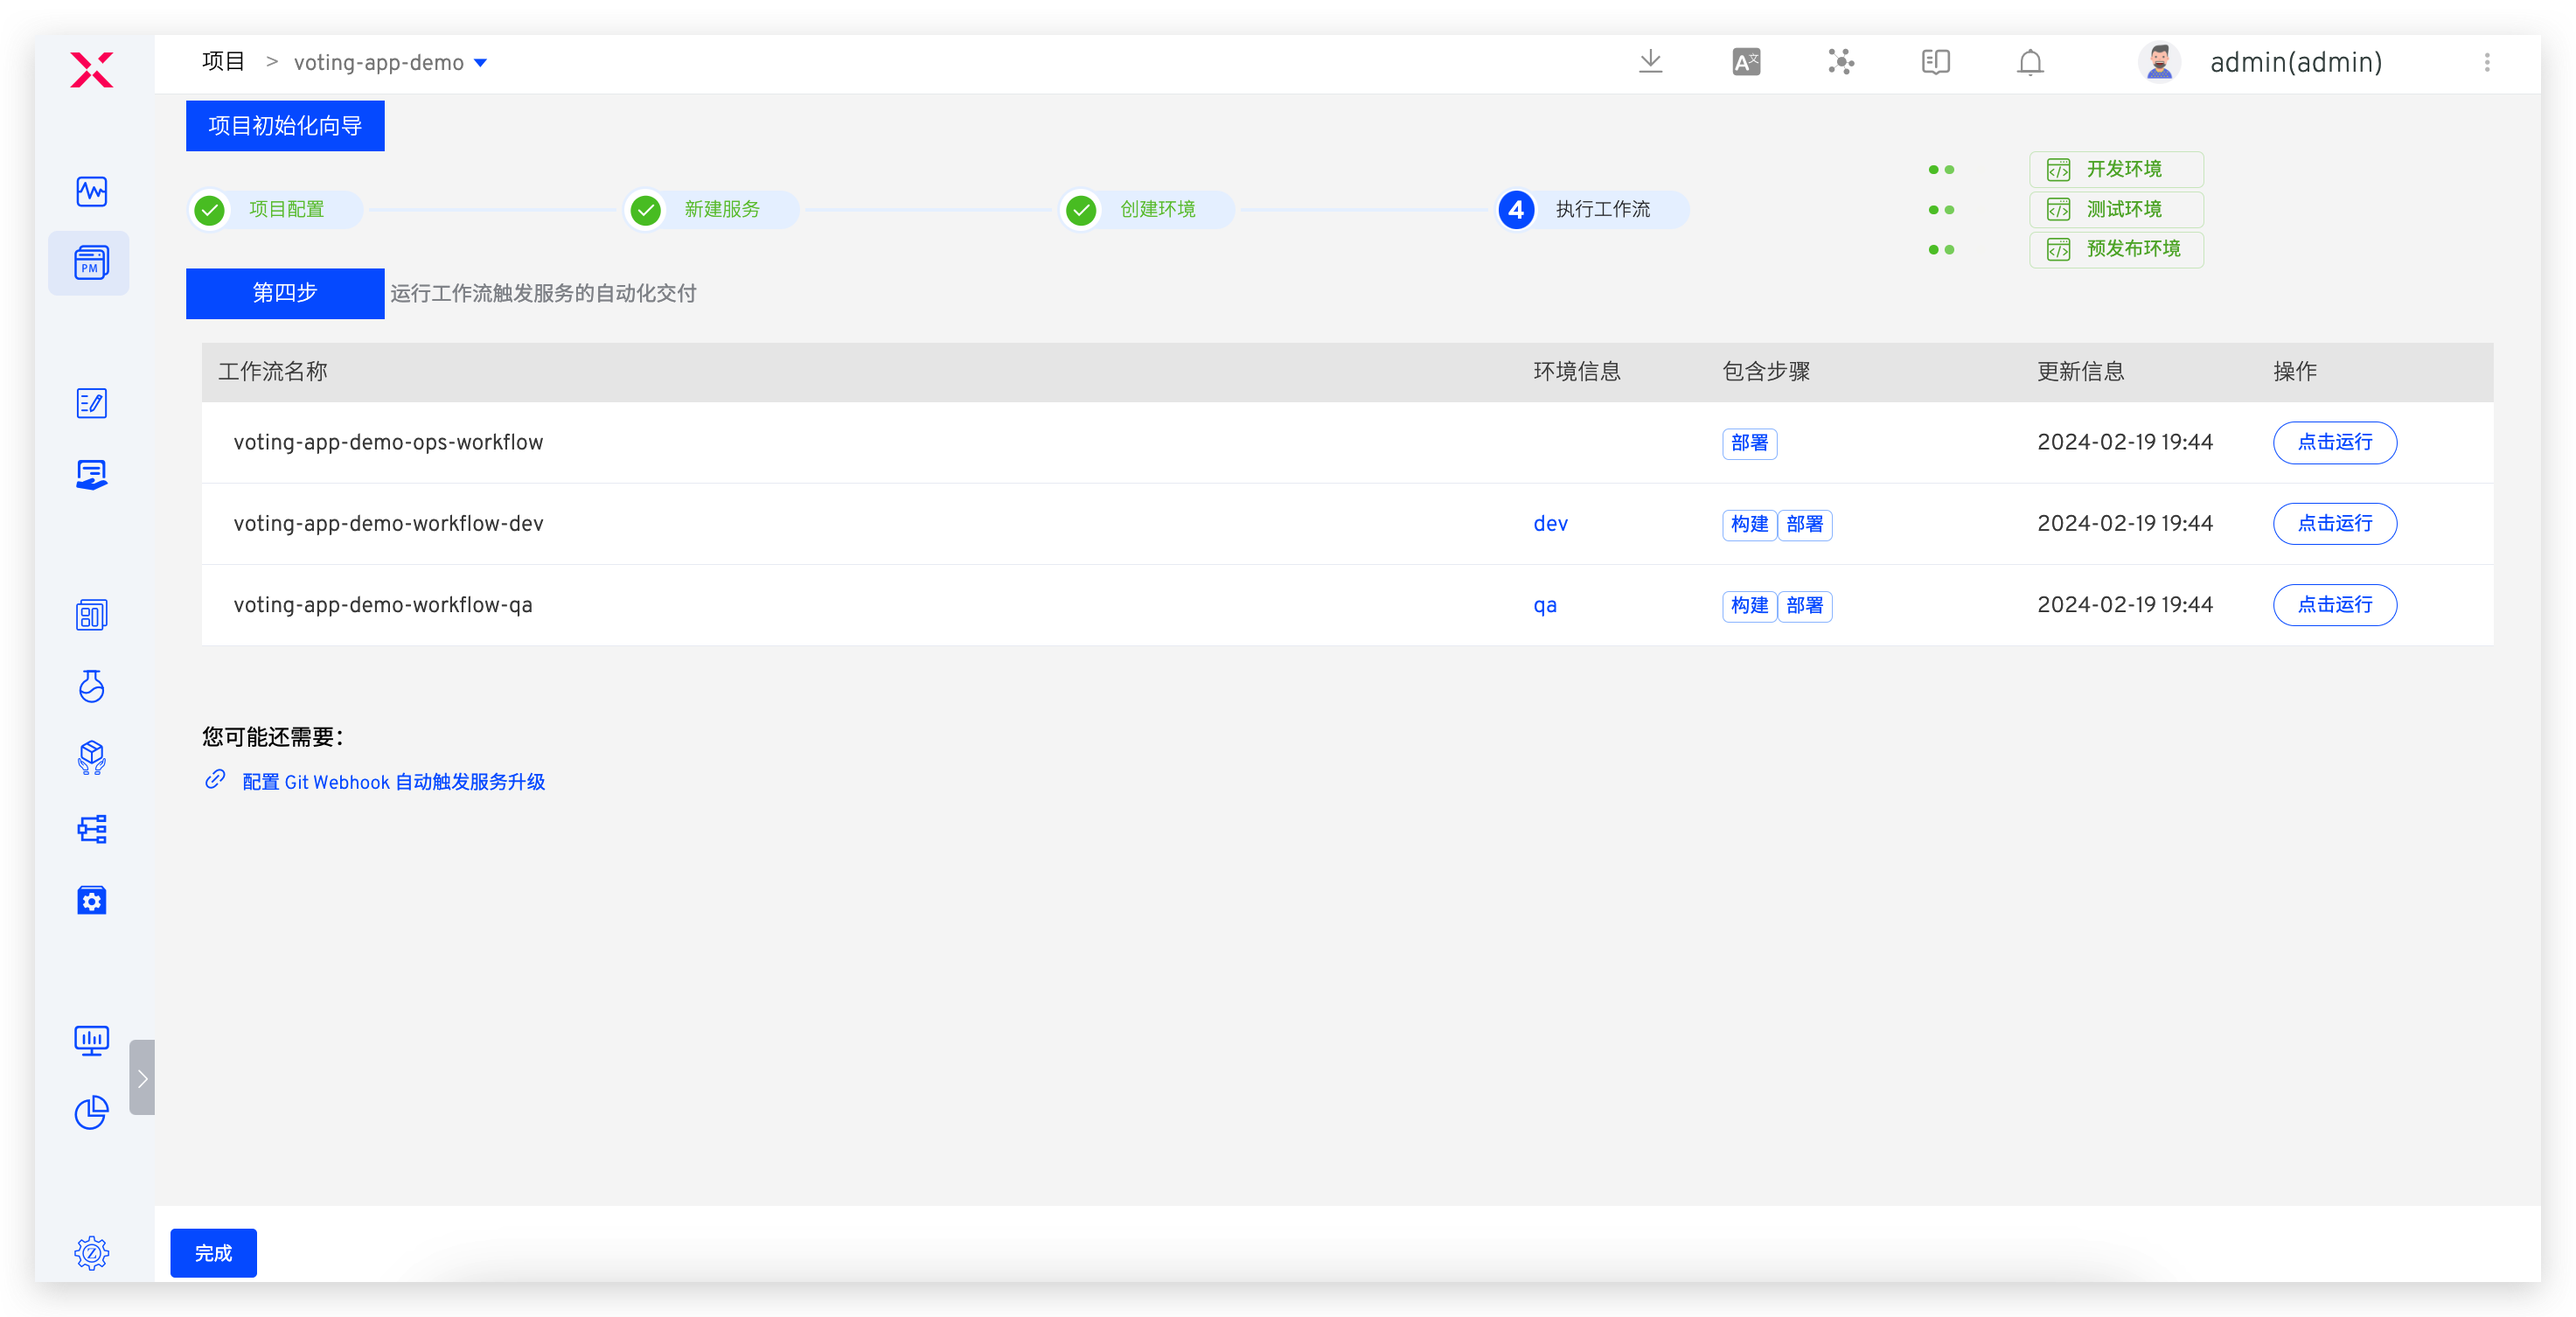 项目 > voting-app-demo
admin(admin)
项目初始化向导
项目配置
新建服务
创建环境
4 执行工作流
开发环境
测试环境
预发布环境
第四步 运行工作流触发服务的自动化交付
PM
工作流名称 环境信息 包含步骤 更新信息 操作
voting-app-demo-ops-workflow 部署 2024-02-19 19:44 点击运行
voting-app-demo-workflow-dev dev 构建 部署 2024-02-19 19:44 点击运行
voting-app-demo-workflow-qa qa 构建 部署 2024-02-19 19:44 点击运行
您可能还需要：
配置 Git Webhook 自动触发服务升级
完成